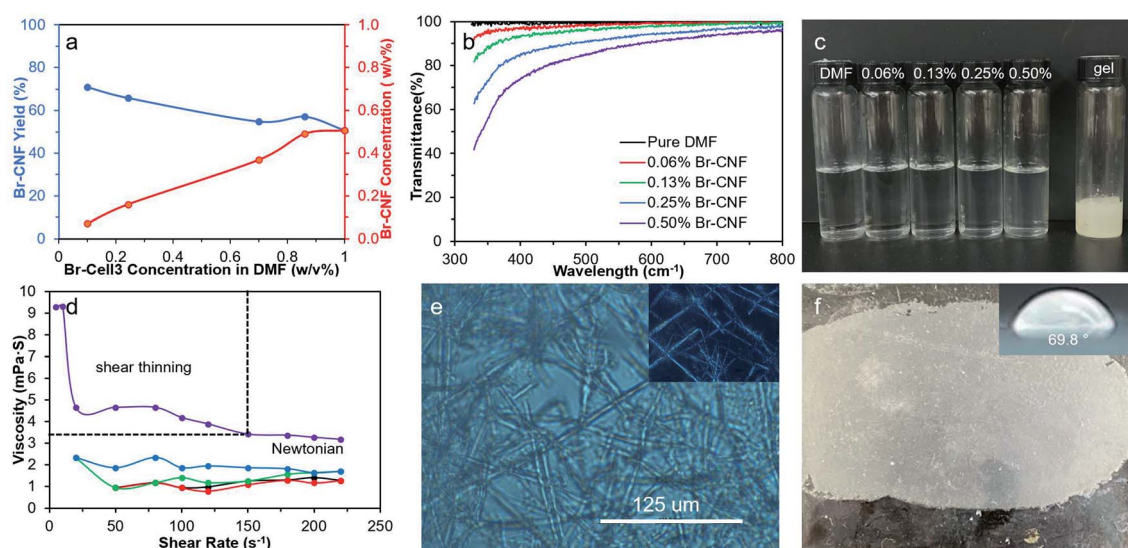 a
Br-CNF Yield (%)
100
80
60
40
20
0
1.0
0.8
0.6
0.4
0.2
0.0
Br-CNF Concentration ( w/v%)
0
0.2
0.4
0.6
0.8
1
Br-Cell3 Concentration in DMF (w/v%)
b
Transmittance(%)
100
80
60
40
20
0
Pure DMF
0.06% Br-CNF
0.13% Br-CNF
0.25% Br-CNF
0.50% Br-CNF
300
400
500
600
700
800
Wavelength (cm⁻¹)
c
DMF
0.06%
0.13%
0.25%
0.50%
gel
d
Viscosity (mPa·S)
10
9
8
7
6
5
4
3
2
1
0
shear thinning
Newtonian
0
50
100
150
200
250
Shear Rate (s⁻¹)
e
125 um
f
69.8 °